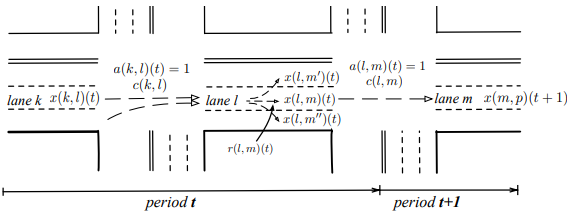 a(k, l)(t) = 1
c(k, l)
a(l, m)(t) = 1
c(l, m)
x(l, m′)(t)
lane k x(k, l)(t)
lane l
x(l, m)(t)
lane m x(m, p)(t+1)
x(l, m′′)(t)
r(l, m)(t)
period t
period t+1